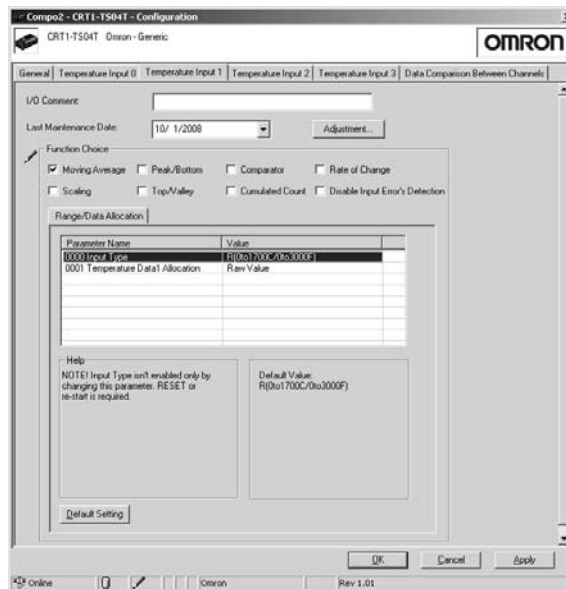 Compo2 - CRT1-TS04T - Configuration
CRT1-TS04T Omron - Generic
OMRON
General Temperature Input 0 Temperature Input 1 Temperature Input 2 Temperature Input 3 Data Comparison Between Channels
I/O Comment:
Last Maintenance Date: 10/ 1/2008 Adjustment...
Function Choice
Moving Average Peak/Bottom Comparator Rate of Change
Scaling Top/Valley Cumulated Count Disable Input Error's Detection
Range/Data Allocation
Parameter Name Value
0000 Input Type R(0to1700C/0to3000F)
0001 Temperature Data1 Allocation Raw Value
Help
NOTE! Input Type isn't enabled only by
changing this parameter. RESET or
re-start is required.
Default Value:
R(0to1700C/0to3000F)
Default Setting
OK Cancel Apply
Online Omron Rev 1.01